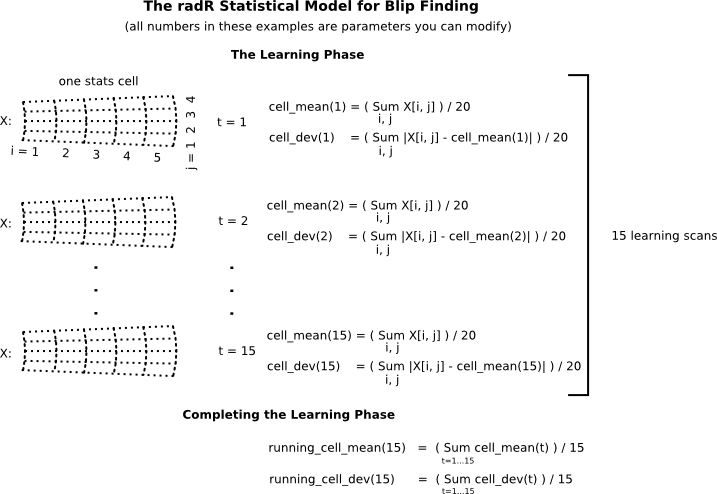 The radR Statistical Model for Blip Finding
(all numbers in these examples are parameters you can modify)
The Learning Phase
one stats cell
X:
i = 1 2 3 4 5
j = 1 2 3 4
t = 1
cell_mean(1) = ( Sum X[i, j] ) / 20
i, j
cell_dev(1) = ( Sum |X[i, j] - cell_mean(1)| ) / 20
i, j
X:
t = 2
cell_mean(2) = ( Sum X[i, j] ) / 20
i, j
cell_dev(2) = ( Sum |X[i, j] - cell_mean(2)| ) / 20
i, j
15 learning scans
X:
t = 15
cell_mean(15) = ( Sum X[i, j] ) / 20
i, j
cell_dev(15) = ( Sum |X[i, j] - cell_mean(15)| ) / 20
i, j
Completing the Learning Phase
running_cell_mean(15) = ( Sum cell_mean(t) ) / 15
t=1...15
running_cell_dev(15) = ( Sum cell_dev(t) ) / 15
t=1...15